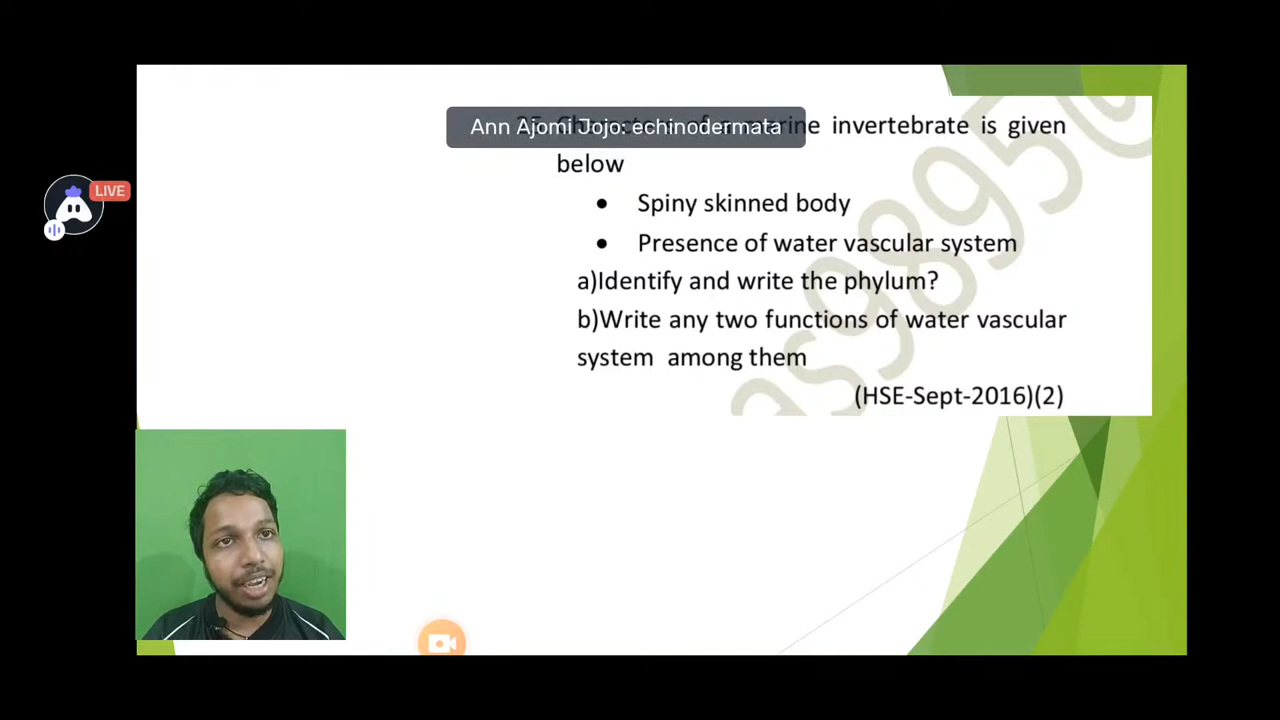 LIVE
Ann Ajomi Jojo: echinodermata
invertebrate is given
below
• Spiny skinned body
• Presence of water vascular system
a)Identify and write the phylum?
b)Write any two functions of water vascular
system among them
(HSE-Sept-2016)(2)
as9895@